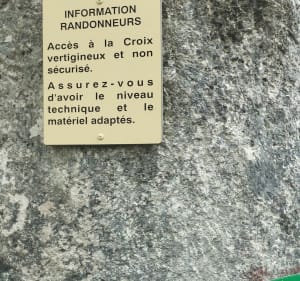 INFORMATION
RANDONNEURS
Accès à la Croix
vertigineux et non
sécurisé.
Assurez-vous
d'avoir le niveau
technique et le
matériel adaptés.